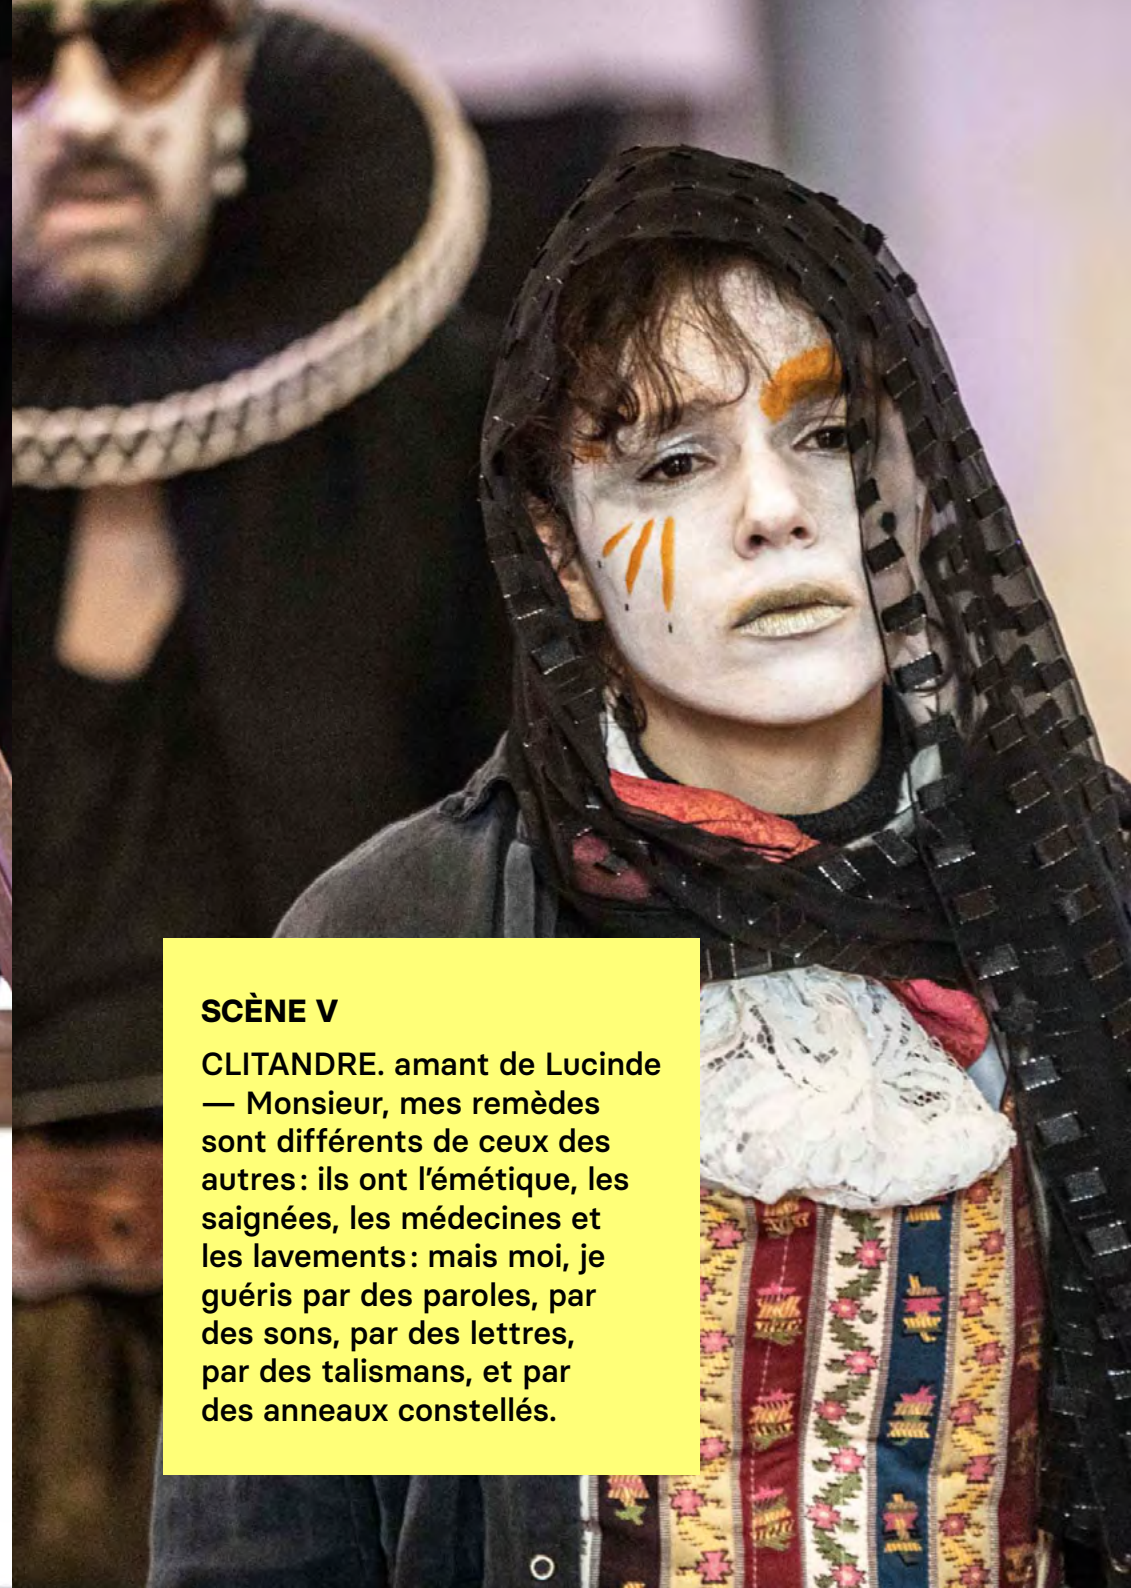 SCÈNE V
CLITANDRE. amant de Lucinde
— Monsieur, mes remèdes
sont différents de ceux des
autres : ils ont l’émétique, les
saignées, les médecines et
les lavements : mais moi, je
guéris par des paroles, par
des sons, par des lettres,
par des talismans, et par
des anneaux constellés.